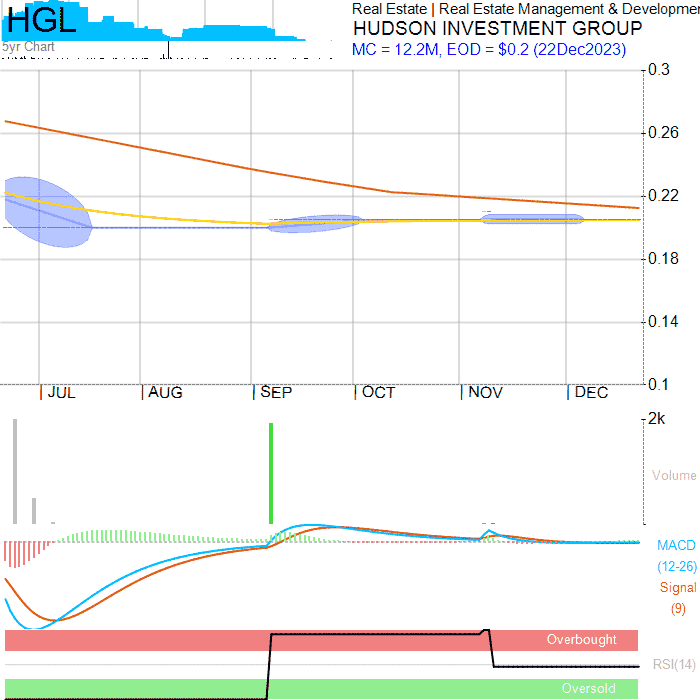 HGL
5yr Chart
Real Estate | Real Estate Management & Developmen
HUDSON INVESTMENT GROUP
MC = 12.2M, EOD = $0.2 (22Dec2023)
0.3
0.26
0.22
0.18
0.14
0.1
| JUL | AUG | SEP | OCT | NOV | DEC
2k
Volume
MACD
(12-26)
Signal
(9)
Overbought
RSI(14)
Oversold